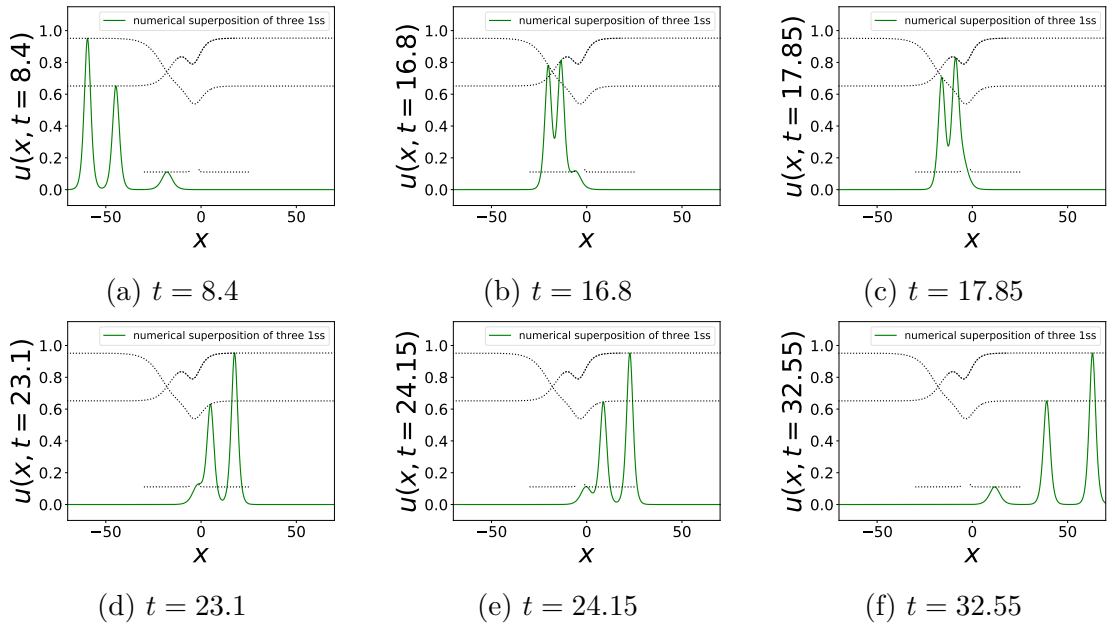 numerical superposition of three 1ss
u(x, t = 8.4)
1.0
0.8
0.6
0.4
0.2
0.0
−50 0 50
x
(a) t = 8.4
numerical superposition of three 1ss
u(x, t = 16.8)
1.0
0.8
0.6
0.4
0.2
0.0
−50 0 50
x
(b) t = 16.8
numerical superposition of three 1ss
u(x, t = 17.85)
1.0
0.8
0.6
0.4
0.2
0.0
−50 0 50
x
(c) t = 17.85
numerical superposition of three 1ss
u(x, t = 23.1)
1.0
0.8
0.6
0.4
0.2
0.0
−50 0 50
x
(d) t = 23.1
numerical superposition of three 1ss
u(x, t = 24.15)
1.0
0.8
0.6
0.4
0.2
0.0
−50 0 50
x
(e) t = 24.15
numerical superposition of three 1ss
u(x, t = 32.55)
1.0
0.8
0.6
0.4
0.2
0.0
−50 0 50
x
(f) t = 32.55